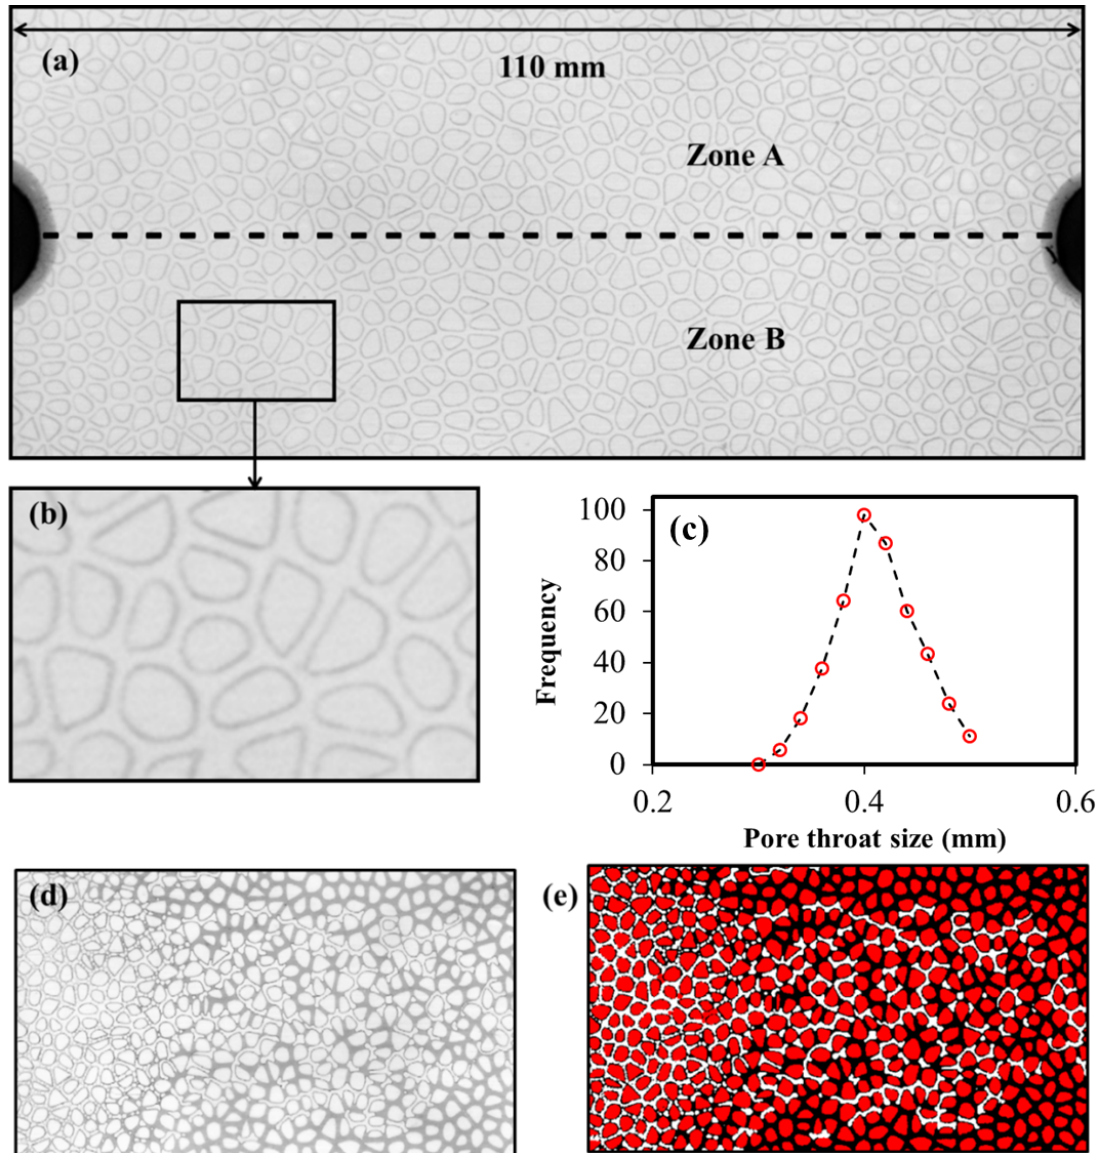 (a)
110 mm
Zone A
Zone B
(b)
(c)
100
80
60
40
20
0
Frequency
0.2 0.4 0.6
Pore throat size (mm)
(d)
(e)